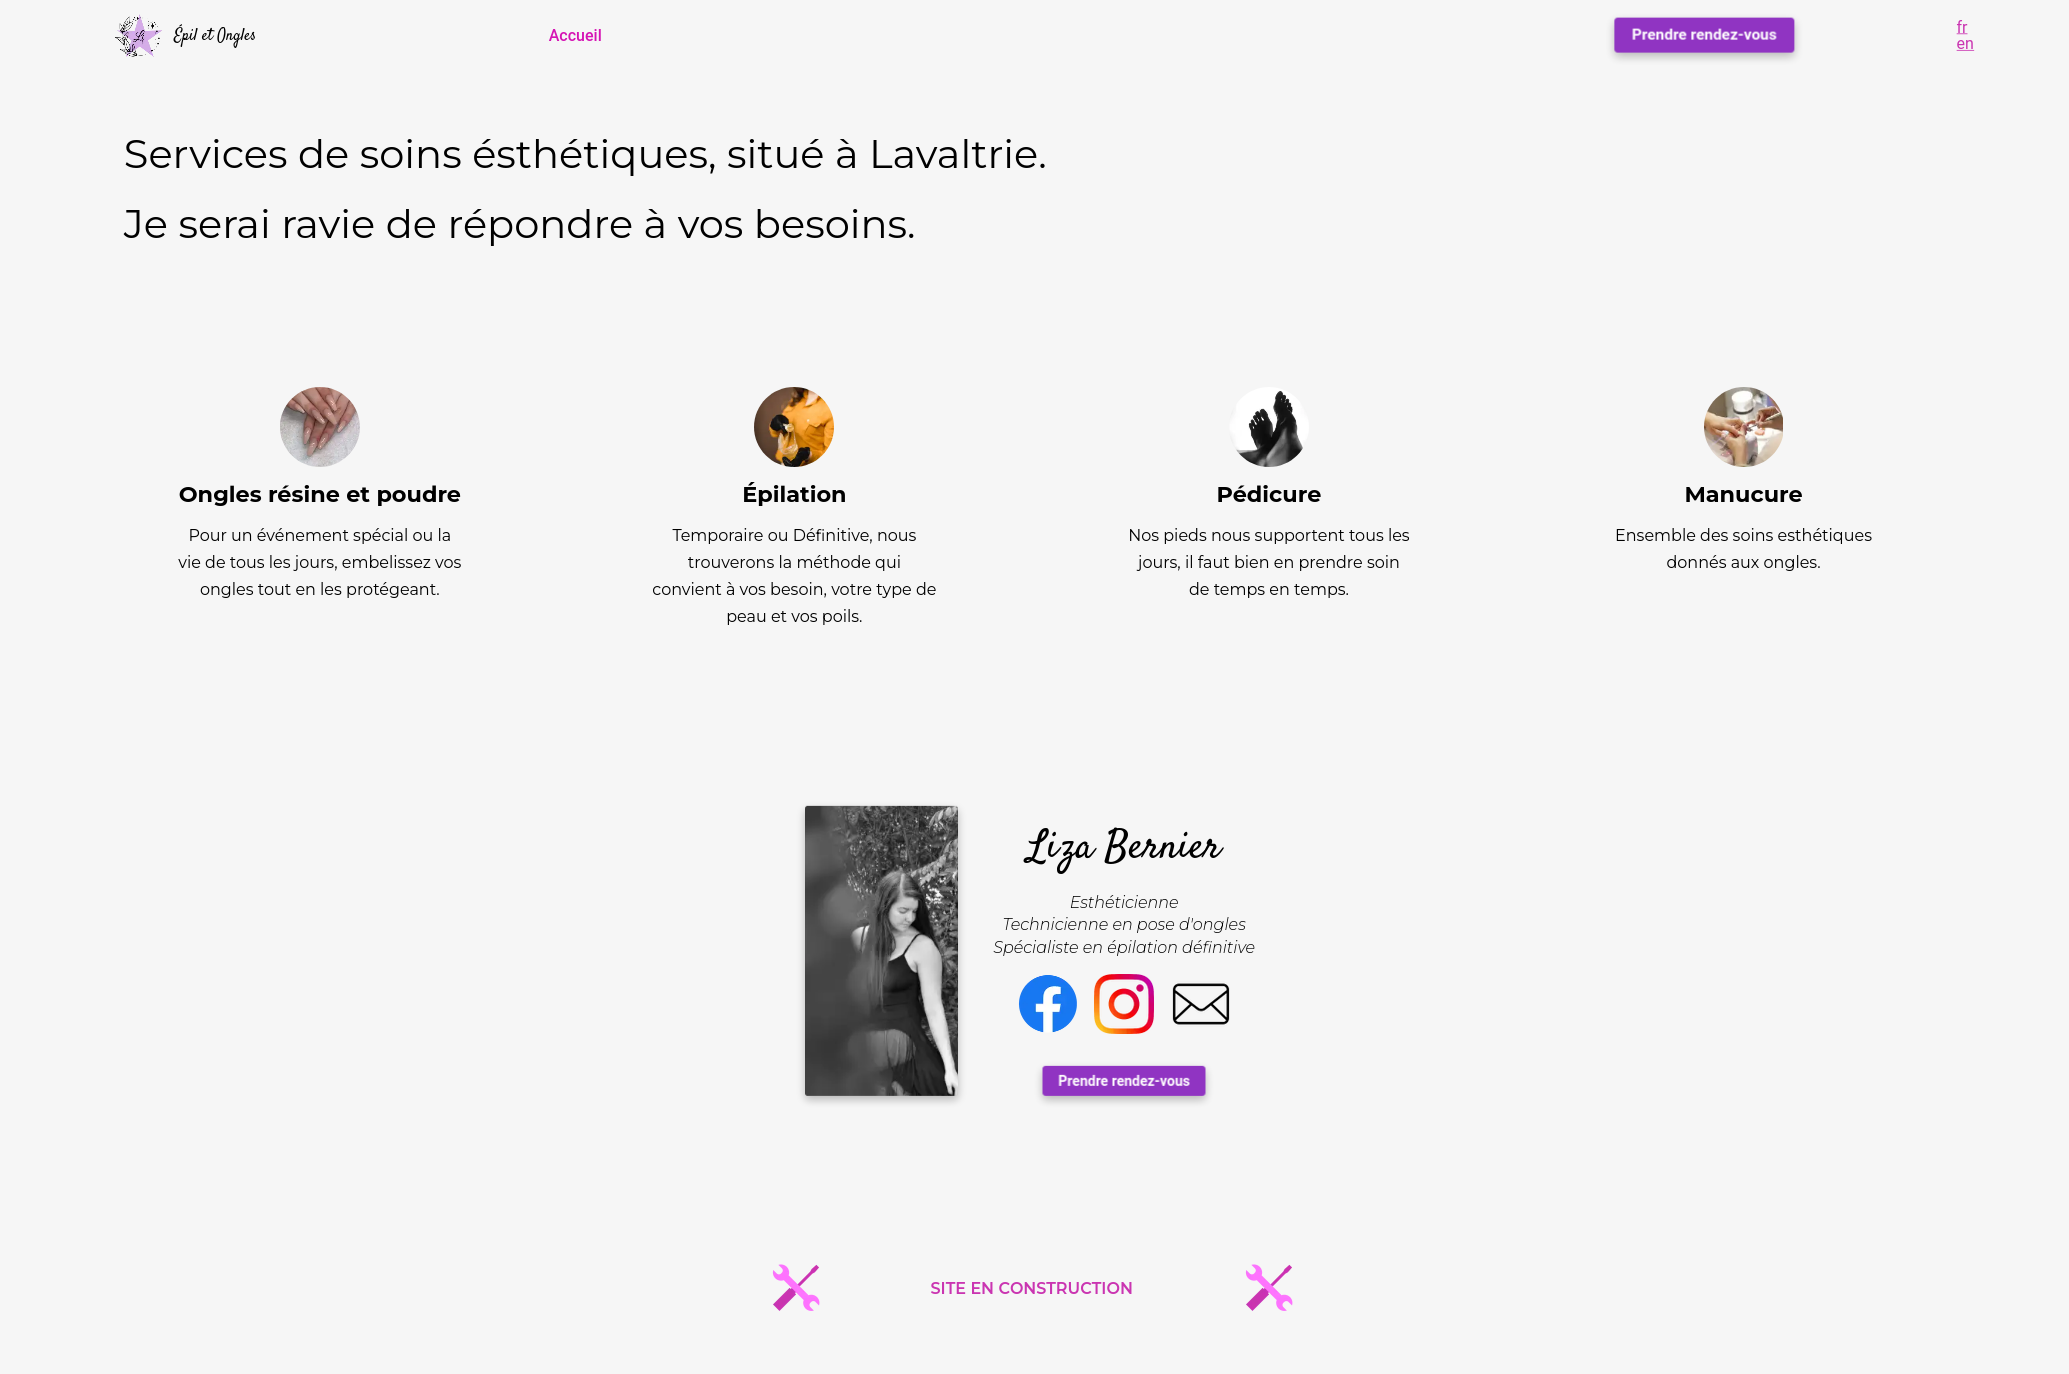 Épil et Ongles
Accueil
Prendre rendez-vous
fr
en
Services de soins ésthétiques, situé à Lavaltrie.
Je serai ravie de répondre à vos besoins.
Ongles résine et poudre
Pour un événement spécial ou la
vie de tous les jours, embelissez vos
ongles tout en les protégeant.
Épilation
Temporaire ou Définitive, nous
trouverons la méthode qui
convient à vos besoin, votre type de
peau et vos poils.
Pédicure
Nos pieds nous supportent tous les
jours, il faut bien en prendre soin
de temps en temps.
Manucure
Ensemble des soins esthétiques
donnés aux ongles.
Liza Bernier
Esthéticienne
Technicienne en pose d'ongles
Spécialiste en épilation définitive
Prendre rendez-vous
SITE EN CONSTRUCTION